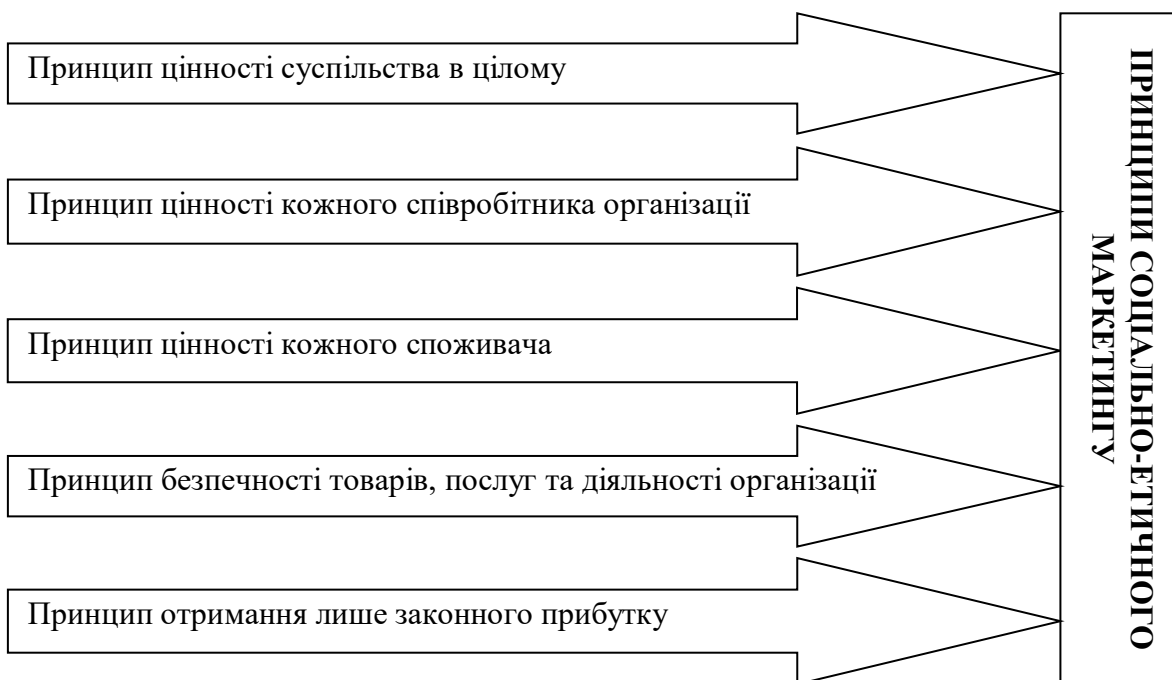 Принцип цінності суспільства в цілому
Принцип цінності кожного співробітника організації
Принцип цінності кожного споживача
Принцип безпечності товарів, послуг та діяльності організації
Принцип отримання лише законного прибутку
ПРИНЦИПИ СОЦІАЛЬНО-ЕТИЧНОГО
МАРКЕТИНГУ